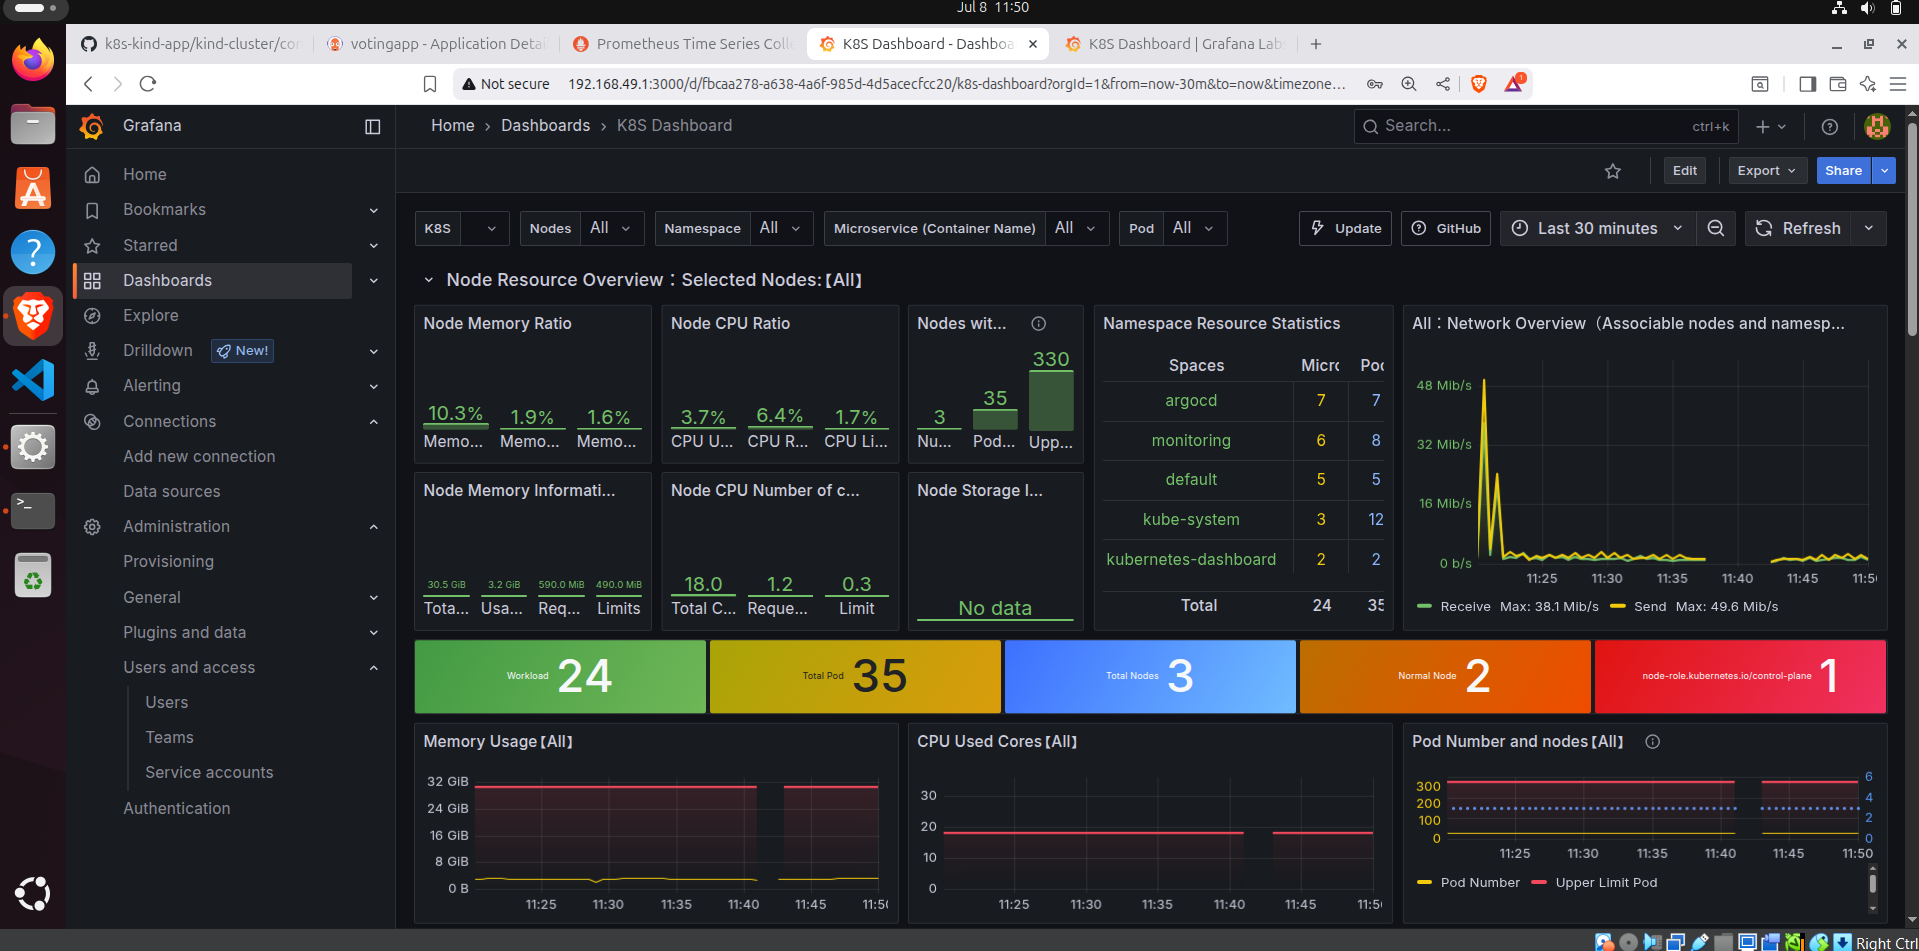 Jul 8 11:50
k8s-kind-app/kind-cluster/cor
votingapp - Application Detai
Prometheus Time Series Colle
K8S Dashboard - Dashboa
K8S Dashboard | Grafana Lab
Not secure
192.168.49.1:3000/d/fbcaa278-a638-4a6f-985d-4d5acecfcc20/k8s-dashboard?orgId=1&from=now-30m&to=now&timezone...
1
Grafana
Home › Dashboards › K8S Dashboard
Search...
ctrl+k
Edit
Export
Share
Home
Bookmarks
Starred
Dashboards
Explore
Drilldown
New!
Alerting
Connections
Add new connection
Data sources
Administration
Provisioning
General
Plugins and data
Users and access
Users
Teams
Service accounts
Authentication
K8S
Nodes All
Namespace All
Microservice (Container Name) All
Pod All
Update
GitHub
Last 30 minutes
Refresh
Node Resource Overview：Selected Nodes:【All】
Node Memory Ratio
10.3% 1.9% 1.6%
Memo... Memo... Memo...
Node CPU Ratio
3.7% 6.4% 1.7%
CPU U... CPU R... CPU Li...
Nodes wit...
3 35 330
Nu... Pod... Upp...
Namespace Resource Statistics
Spaces Micro Pod
argocd 7 7
monitoring 6 8
default 5 5
kube-system 3 12
kubernetes-dashboard 2 2
Total 24 35
All：Network Overview（Associable nodes and namesp...
48 Mib/s
32 Mib/s
16 Mib/s
0 b/s
11:25 11:30 11:35 11:40 11:45 11:50
Receive Max: 38.1 Mib/s Send Max: 49.6 Mib/s
Node Memory Informati...
30.5 GiB 3.2 GiB 590.0 MiB 490.0 MiB
Tota... Usa... Req... Limits
Node CPU Number of c...
18.0 1.2 0.3
Total C... Reque... Limit
Node Storage I...
No data
Workload 24
Total Pod 35
Total Nodes 3
Normal Node 2
node-role.kubernetes.io/control-plane 1
Memory Usage【All】
32 GiB
24 GiB
16 GiB
8 GiB
0 B
11:25 11:30 11:35 11:40 11:45 11:50
CPU Used Cores【All】
30
20
10
0
11:25 11:30 11:35 11:40 11:45 11:50
Pod Number and nodes【All】
300 6
200 4
100 2
0 0
11:25 11:30 11:35 11:40 11:45 11:50
Pod Number Upper Limit Pod
Right Ctrl